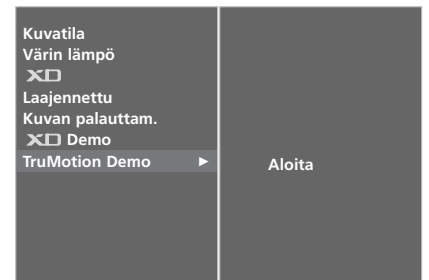 Kuvatila
Värin lämpö
XD
Laajennettu
Kuvan palauttam.
XD Demo
TruMotion Demo ►
Aloita